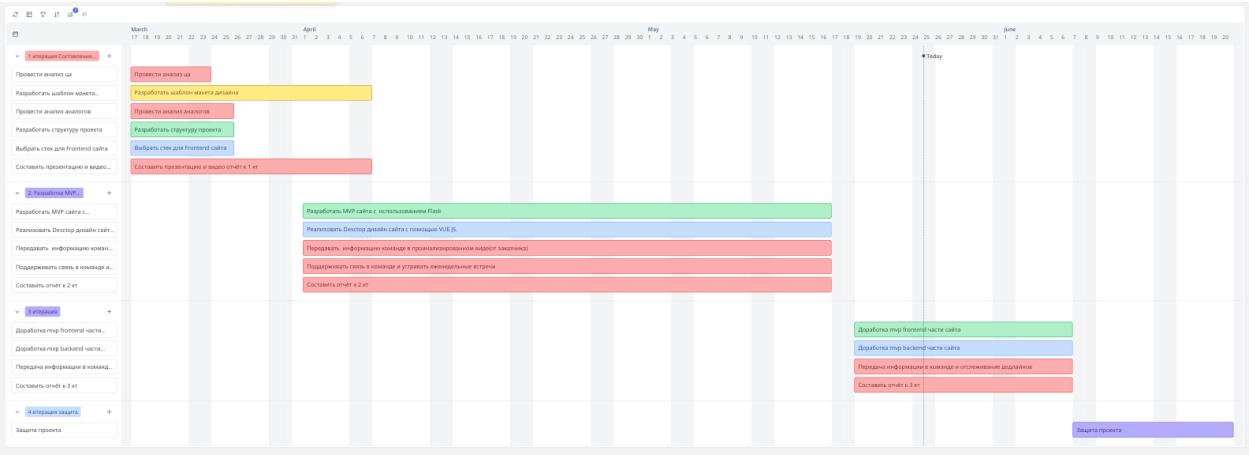 March April May June
17 18 19 20 21 22 23 24 25 26 27 28 29 30 31 1 2 3 4 5 6 7 8 9 10 11 12 13 14 15 16 17 18 19 20 21 22 23 24 25 26 27 28 29 30 1 2 3 4 5 6 7 8 9 10 11 12 13 14 15 16 17 18 19 20 21 22 23 24 25 26 27 28 29 30 31 1 2 3 4 5 6 7 8 9 10 11 12 13 14 15 16 17 18 19 20
1 итерация Составление... + Today
Провести анализ ца Провести анализ ца
Разработать шаблон макета... Разработать шаблон макета дизайна
Провести анализ аналогов Провести анализ аналогов
Разработать структуру проекта Разработать структуру проекта
Выбрать стек для Frontend сайта Выбрать стек для Frontend сайта
Составить презентацию и видео... Составить презентацию и видео отчёт к 1 кт
2. Разработка MVP... +
Разработать MVP сайта с... Разработать MVP сайта с использованием Flask
Реализовать Desctop дизайн сайт... Реализовать Desctop дизайн сайта с помощью VUE JS.
Передавать информацию коман... Передавать информацию команде в проанализированном виде(от заказчика)
Поддерживать связь в команде и... Поддерживать связь в команде и устравать еженедельные встречи
Составить отчёт к 2 кт Составить отчёт к 2 кт
3 итерация +
Доработка mvp frontend части... Доработка mvp frontend части сайта
Доработка mvp backend части... Доработка mvp backend части сайта
Передача информации в команд... Передача информации в команде и отслеживание дедлайнов
Составить отчёт к 3 кт Составить отчёт к 3 кт
4 итерация защита +
Защита проекта Защита проекта